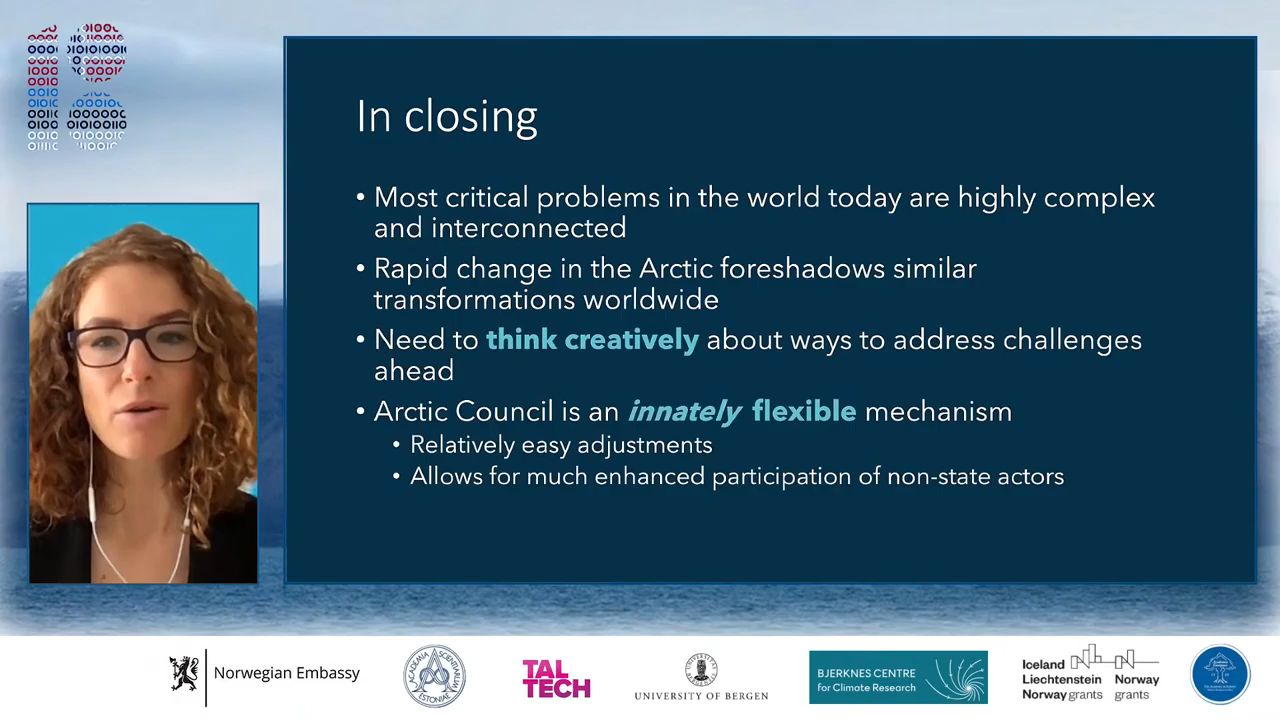 In closing
• Most critical problems in the world today are highly complex
and interconnected
• Rapid change in the Arctic foreshadows similar
transformations worldwide
• Need to think creatively about ways to address challenges
ahead
• Arctic Council is an innately flexible mechanism
• Relatively easy adjustments
• Allows for much enhanced participation of non-state actors
Norwegian Embassy
ACADEMIA SCIENTIARUM ESTONIAE
TAL
TECH
UNIVERSITY OF BERGEN
BJERKNES CENTRE
for Climate Research
Iceland
Liechtenstein
Norway grants
Norway
grants